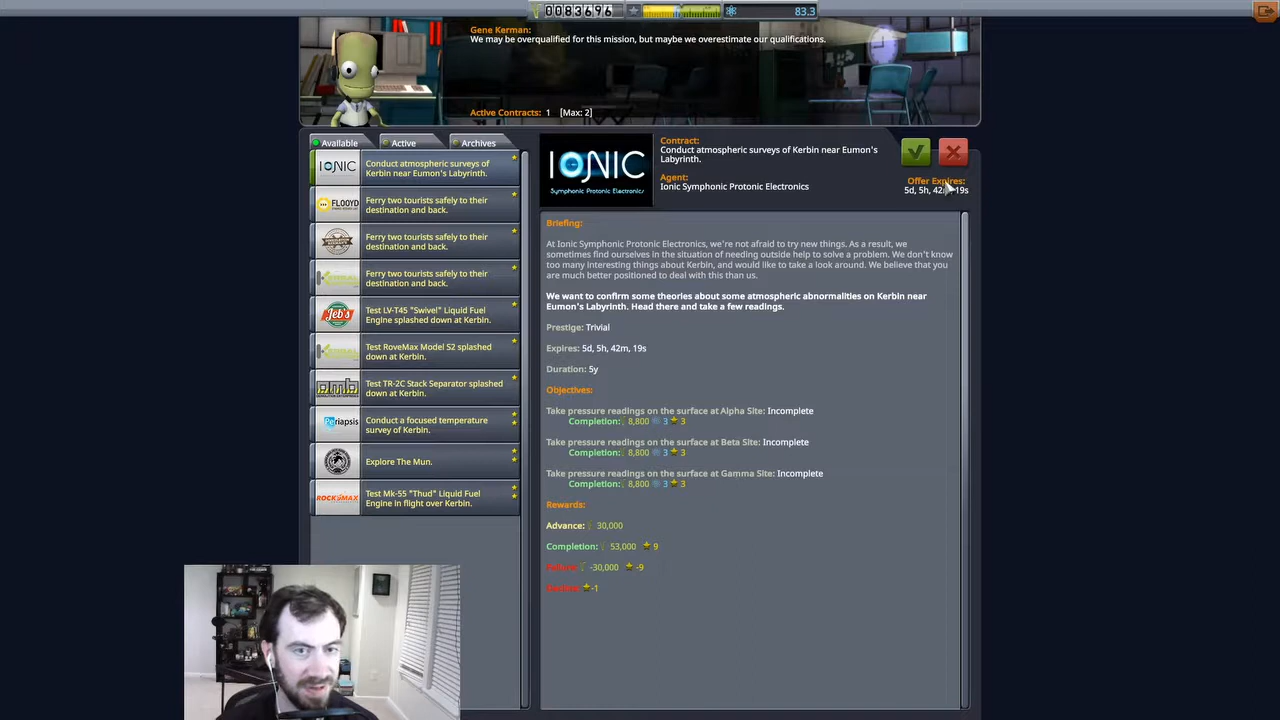 0083696
83.3
Gene Kerman:
We may be overqualified for this mission, but maybe we overestimate our qualifications.
Active Contracts: 1 [Max: 2]
Available
Active
Archives
IONIC
Conduct atmospheric surveys of
Kerbin near Eumon's Labyrinth.
FLOOYD
Ferry two tourists safely to their
destination and back.
Ferry two tourists safely to their
destination and back.
Ferry two tourists safely to their
destination and back.
Jeb's
Test LV-T45 "Swivel" Liquid Fuel
Engine splashed down at Kerbin.
Test RoveMax Model S2 splashed
down at Kerbin.
Test TR-2C Stack Separator splashed
down at Kerbin.
Periapsis
Conduct a focused temperature
survey of Kerbin.
Explore The Mun.
ROCKOMAX
Test Mk-55 "Thud" Liquid Fuel
Engine in flight over Kerbin.
IONIC
Symphonic Protonic Electronics
Contract:
Conduct atmospheric surveys of Kerbin near Eumon's
Labyrinth.
Agent:
Ionic Symphonic Protonic Electronics
Offer Expires:
5d, 5h, 42m, 19s
Briefing:
At Ionic Symphonic Protonic Electronics, we're not afraid to try new things. As a result, we
sometimes find ourselves in the situation of needing outside help to solve a problem. We don't know
too many interesting things about Kerbin, and would like to take a look around. We believe that you
are much better positioned to deal with this than us.
We want to confirm some theories about some atmospheric abnormalities on Kerbin near
Eumon's Labyrinth. Head there and take a few readings.
Prestige: Trivial
Expires: 5d, 5h, 42m, 19s
Duration: 5y
Objectives:
Take pressure readings on the surface at Alpha Site: Incomplete
Completion: 8,800 3 3
Take pressure readings on the surface at Beta Site: Incomplete
Completion: 8,800 3 3
Take pressure readings on the surface at Gamma Site: Incomplete
Completion: 8,800 3 3
Rewards:
Advance: 30,000
Completion: 53,000 9
Failure: -30,000 -9
Decline: -1